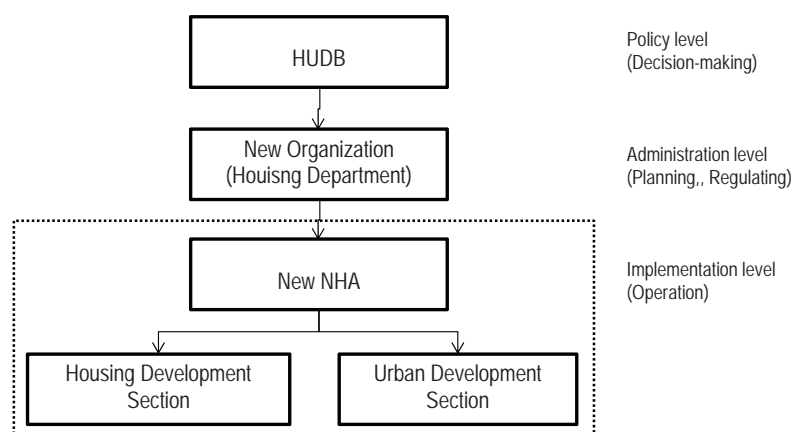 HUDB
Policy level
(Decision-making)
New Organization
(Houisng Department)
Administration level
(Planning,, Regulating)
New NHA
Implementation level
(Operation)
Housing Development
Section
Urban Development
Section